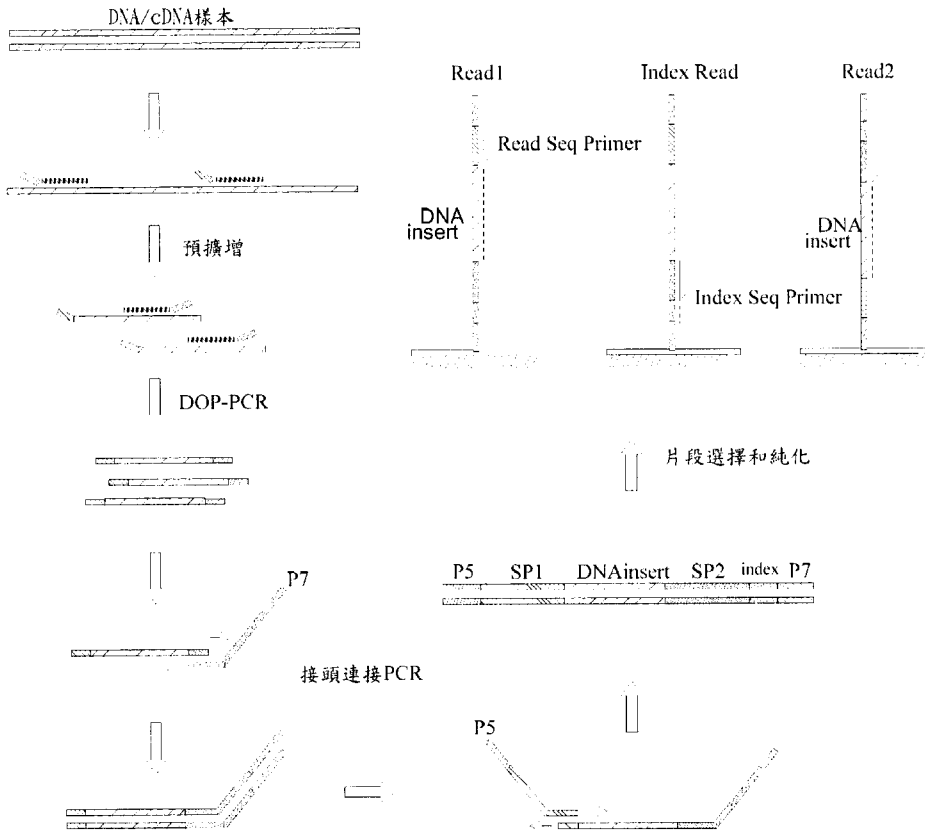 DNA/cDNA樣本
預擴增
DOP-PCR
P7
接頭連接PCR
P5
P5 SP1 DNAinsert SP2 index P7
片段選擇和純化
Read1
Read Seq Primer
DNA
insert
Index Read
Index Seq Primer
Read2
DNA
insert